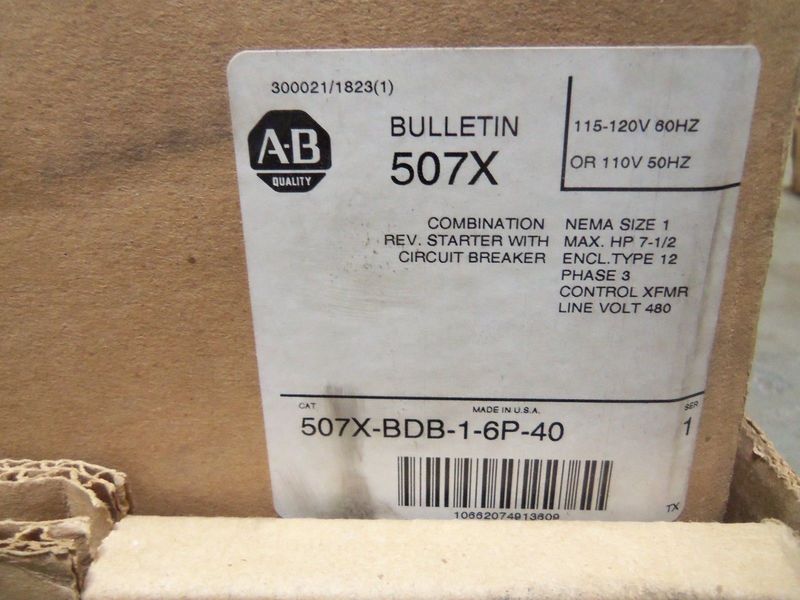 300021/1823(1)
A-B
QUALITY
BULLETIN
507X
115-120V 60HZ
OR 110V 50HZ
COMBINATION
REV. STARTER WITH
CIRCUIT BREAKER
NEMA SIZE 1
MAX. HP 7-1/2
ENCL.TYPE 12
PHASE 3
CONTROL XFMR
LINE VOLT 480
CAT
MADE IN U.S.A.
SER
507X-BDB-1-6P-40
1
10662074913609
TX